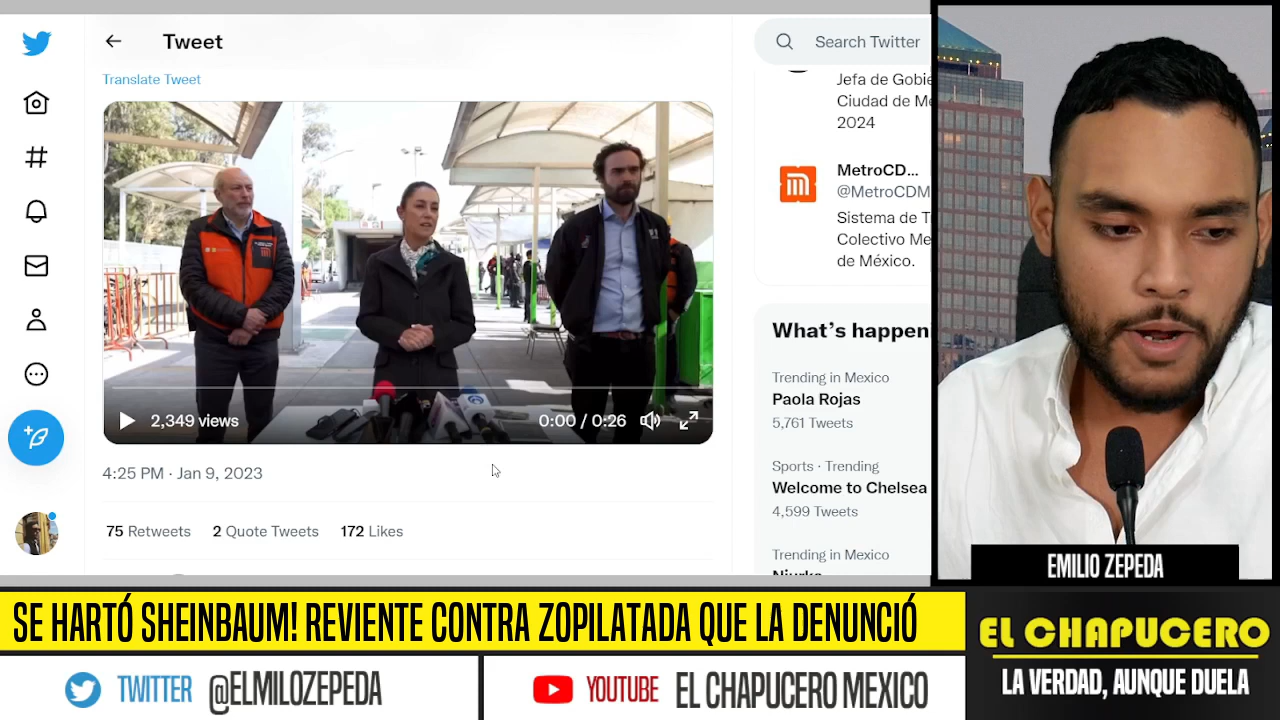 Tweet
Translate Tweet
2,349 views
0:00 / 0:26
4:25 PM · Jan 9, 2023
75 Retweets 2 Quote Tweets 172 Likes
Search Twitter
Jefa de Gobie
Ciudad de Mé
2024
MetroCD...
@MetroCDM
Sistema de T
Colectivo Me
de México.
What's happen
Trending in Mexico
Paola Rojas
5,761 Tweets
Sports · Trending
Welcome to Chelsea
4,599 Tweets
Trending in Mexico
EMILIO ZEPEDA
SE HARTÓ SHEINBAUM! REVIENTE CONTRA ZOPILATADA QUE LA DENUNCIÓ
TWITTER @ELMILOZEPEDA
YOUTUBE EL CHAPUCERO MEXICO
EL CHAPUCERO
LA VERDAD, AUNQUE DUELA